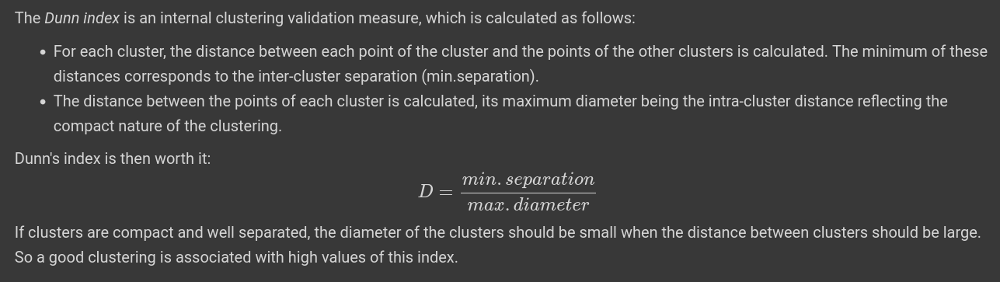 The Dunn index is an internal clustering validation measure, which is calculated as follows:
• For each cluster, the distance between each point of the cluster and the points of the other clusters is calculated. The minimum of these
distances corresponds to the inter-cluster separation (min.separation).
• The distance between the points of each cluster is calculated, its maximum diameter being the intra-cluster distance reflecting the
compact nature of the clustering.
Dunn's index is then worth it:
D = min. separation / max. diameter
If clusters are compact and well separated, the diameter of the clusters should be small when the distance between clusters should be large.
So a good clustering is associated with high values of this index.